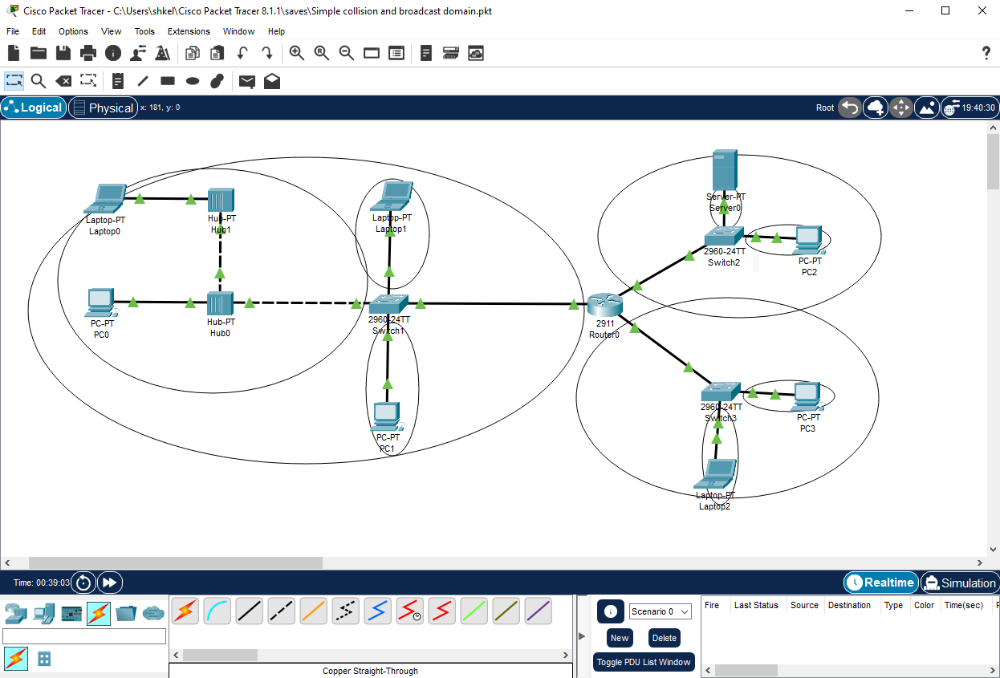 Cisco Packet Tracer - C:\Users\shkel\Cisco Packet Tracer 8.1.1\saves\Simple collision and broadcast domain.pkt
File Edit Options View Tools Extensions Window Help
Logical Physical x: 181, y: 0 Root 19:40:30
Laptop-PT
Laptop0
Hub-PT
Hub1
Laptop-PT
Laptop1
Server-PT
Server0
2960-24TT
Switch2
PC-PT
PC2
PC-PT
PC0
Hub-PT
Hub0
2960-24TT
Switch1
2911
Router0
2960-24TT
Switch3
PC-PT
PC3
PC-PT
PC1
Laptop-PT
Laptop2
Time: 00:39:03 Realtime Simulation
Scenario 0
New Delete
Toggle PDU List Window
Fire Last Status Source Destination Type Color Time(sec) P
Copper Straight-Through